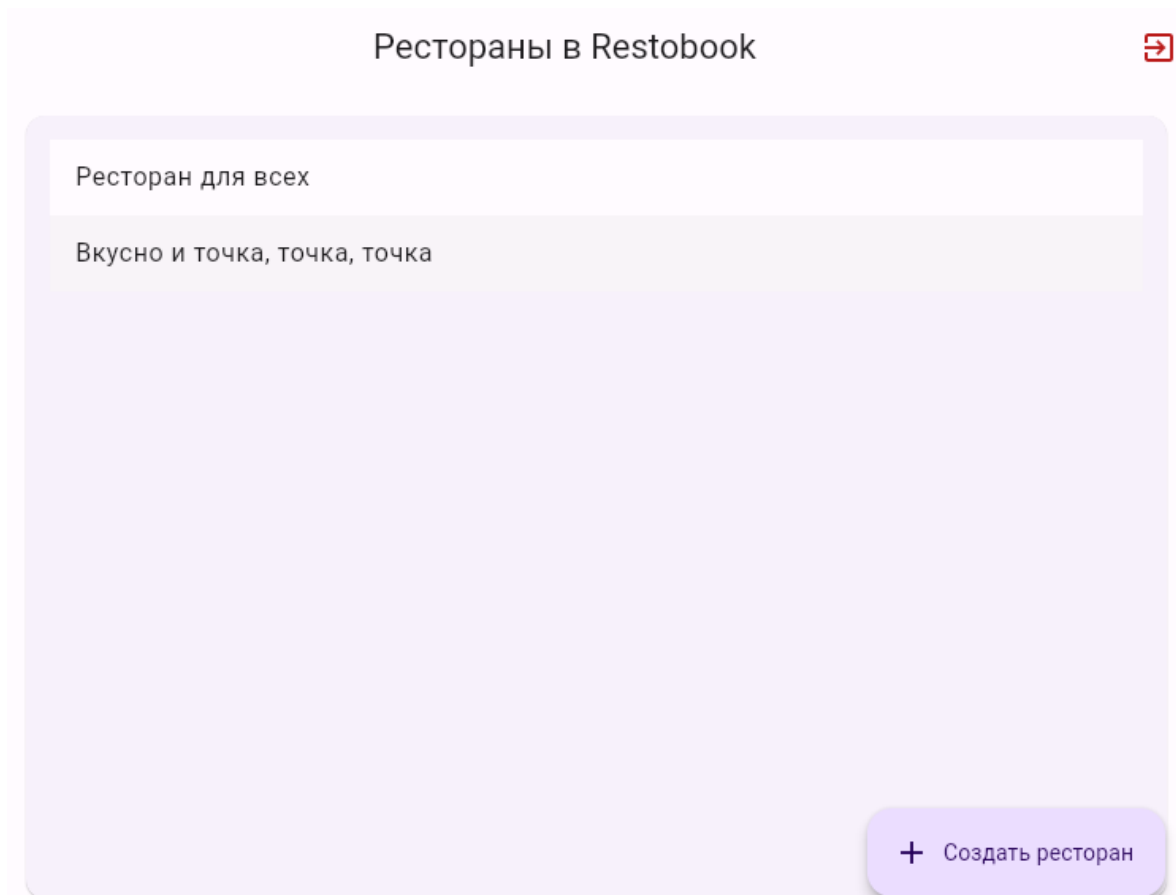 Рестораны в Restobook
Ресторан для всех
Вкусно и точка, точка, точка
Создать ресторан